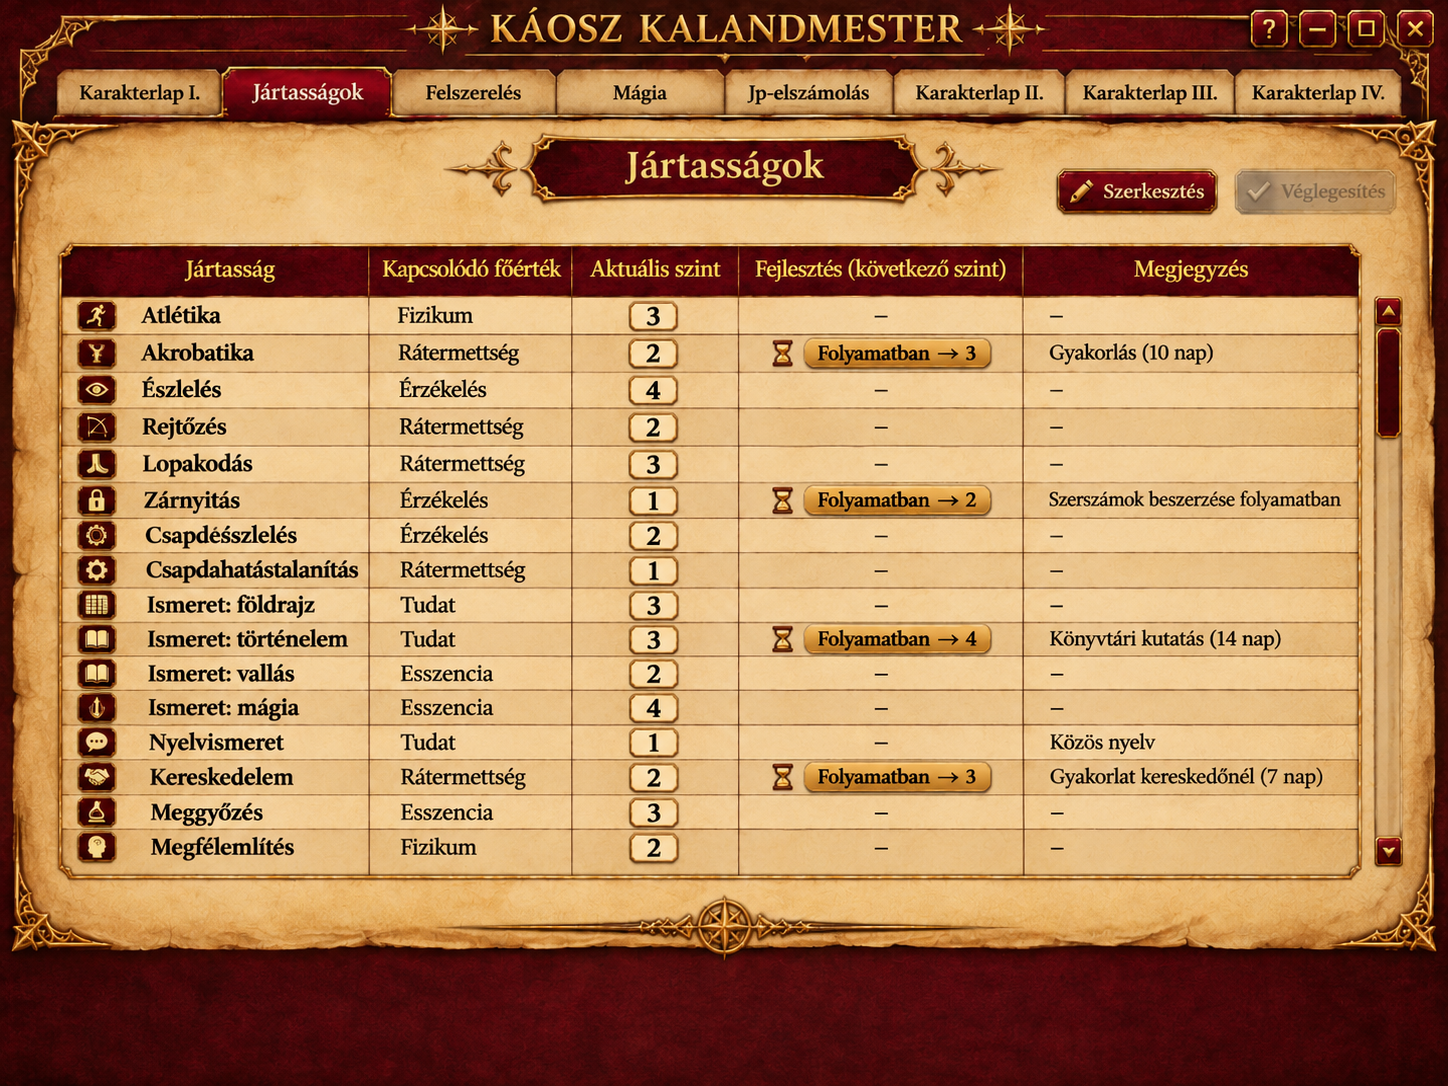 KÁOSZ KALANDMESTER
?
Karakterlap I. Jártasságok Felszerelés Mágia Jp-elszámolás Karakterlap II. Karakterlap III. Karakterlap IV.
Jártasságok
Szerkesztés Véglegesítés
Jártasság Kapcsolódó főérték Aktuális szint Fejlesztés (következő szint) Megjegyzés
Atlétika Fizikum 3 – –
Akrobatika Rátermettség 2 Folyamatban → 3 Gyakorlás (10 nap)
Észlelés Érzékelés 4 – –
Rejtőzés Rátermettség 2 – –
Lopakodás Rátermettség 3 – –
Zárnyitás Érzékelés 1 Folyamatban → 2 Szerszámok beszerzése folyamatban
Csapdésszlelés Érzékelés 2 – –
Csapdahatástalanítás Rátermettség 1 – –
Ismeret: földrajz Tudat 3 – –
Ismeret: történelem Tudat 3 Folyamatban → 4 Könyvtári kutatás (14 nap)
Ismeret: vallás Esszencia 2 – –
Ismeret: mágia Esszencia 4 – –
Nyelvismeret Tudat 1 – Közös nyelv
Kereskedelem Rátermettség 2 Folyamatban → 3 Gyakorlat kereskedőnél (7 nap)
Meggyőzés Esszencia 3 – –
Megfélemlítés Fizikum 2 – –